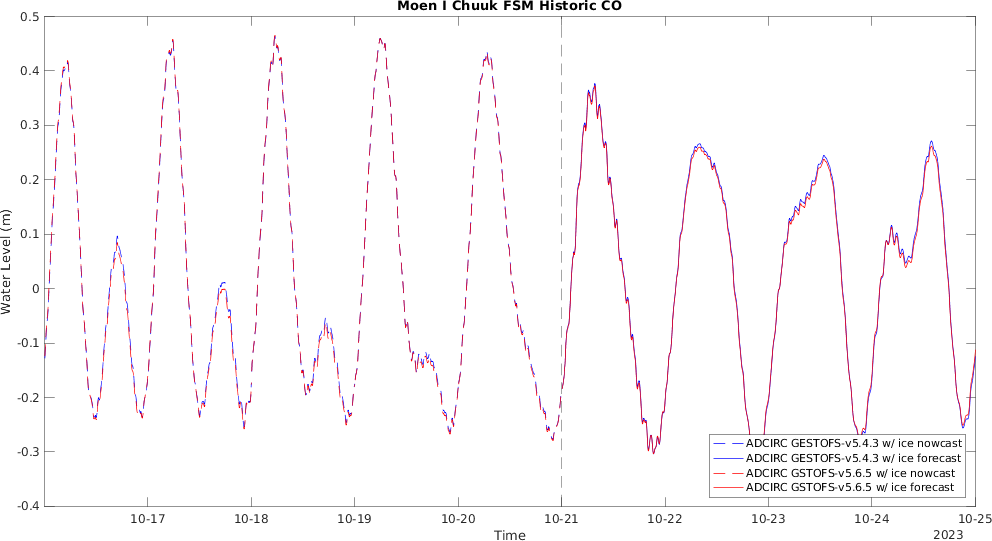 Moen I Chuuk FSM Historic CO
0.5
0.4
0.3
0.2
0.1
0
-0.1
-0.2
-0.3
-0.4
Water Level (m)
10-17
10-18
10-19
10-20
10-21
10-22
10-23
10-24
10-25
2023
Time
ADCIRC GESTOFS-v5.4.3 w/ ice nowcast
ADCIRC GESTOFS-v5.4.3 w/ ice forecast
ADCIRC GSTOFS-v5.6.5 w/ ice nowcast
ADCIRC GSTOFS-v5.6.5 w/ ice forecast